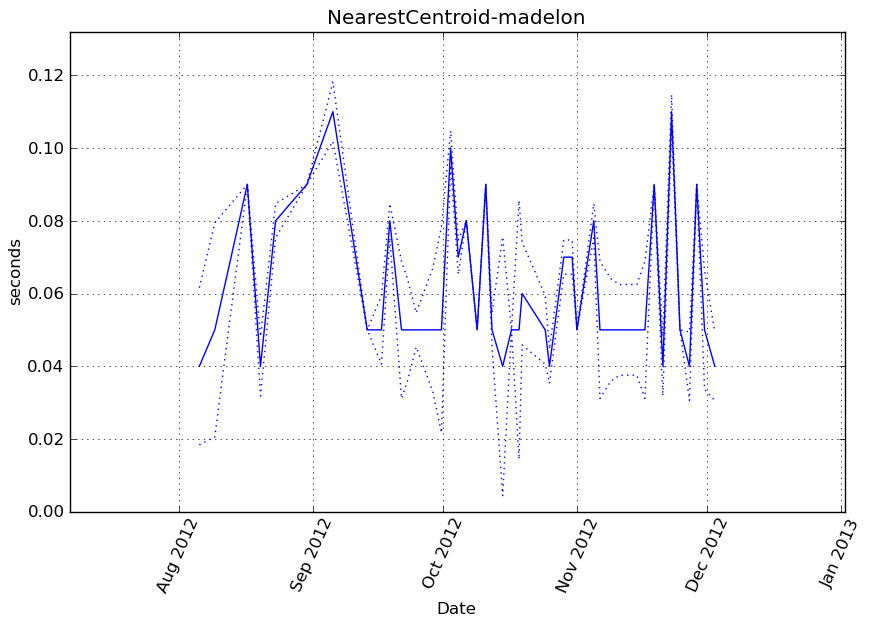 NearestCentroid-madelon
0.12
0.10
0.08
0.06
0.04
0.02
0.00
seconds
Aug 2012
Sep 2012
Oct 2012
Nov 2012
Dec 2012
Jan 2013
Date